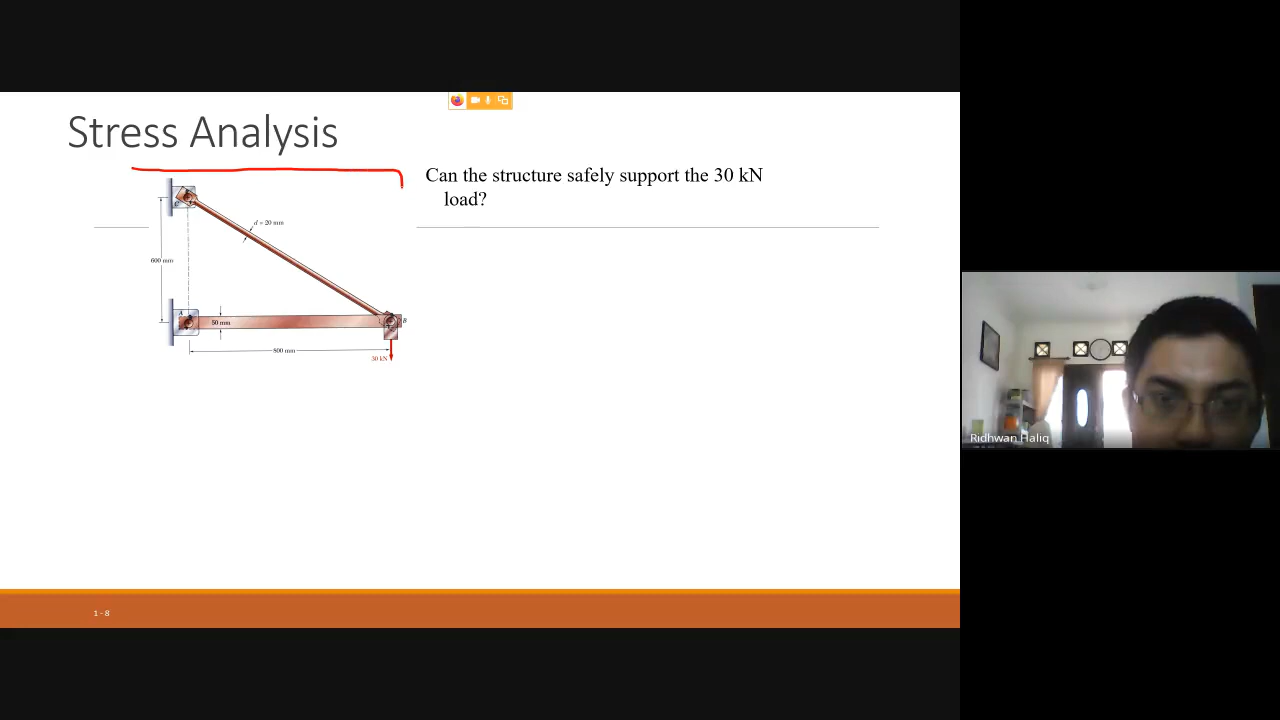 Stress Analysis
Can the structure safely support the 30 kN
load?
C
d = 20 mm
600 mm
A
50 mm
B
800 mm
30 kN
Ridhwan Haliq
1 - 8